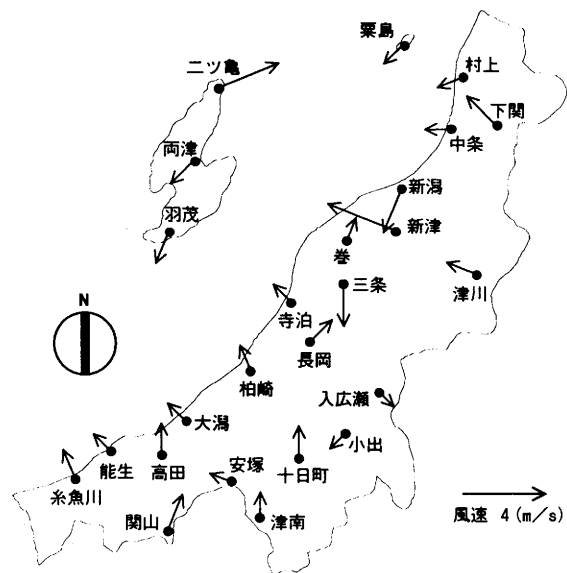 粟島
二ツ亀
村上
下関
中条
両津
新潟
羽茂
新津
巻
三条
津川
N
寺泊
長岡
柏崎
入広瀬
大潟
小出
能生
高田
安塚
十日町
糸魚川
関山
津南
風速 4(m/s)